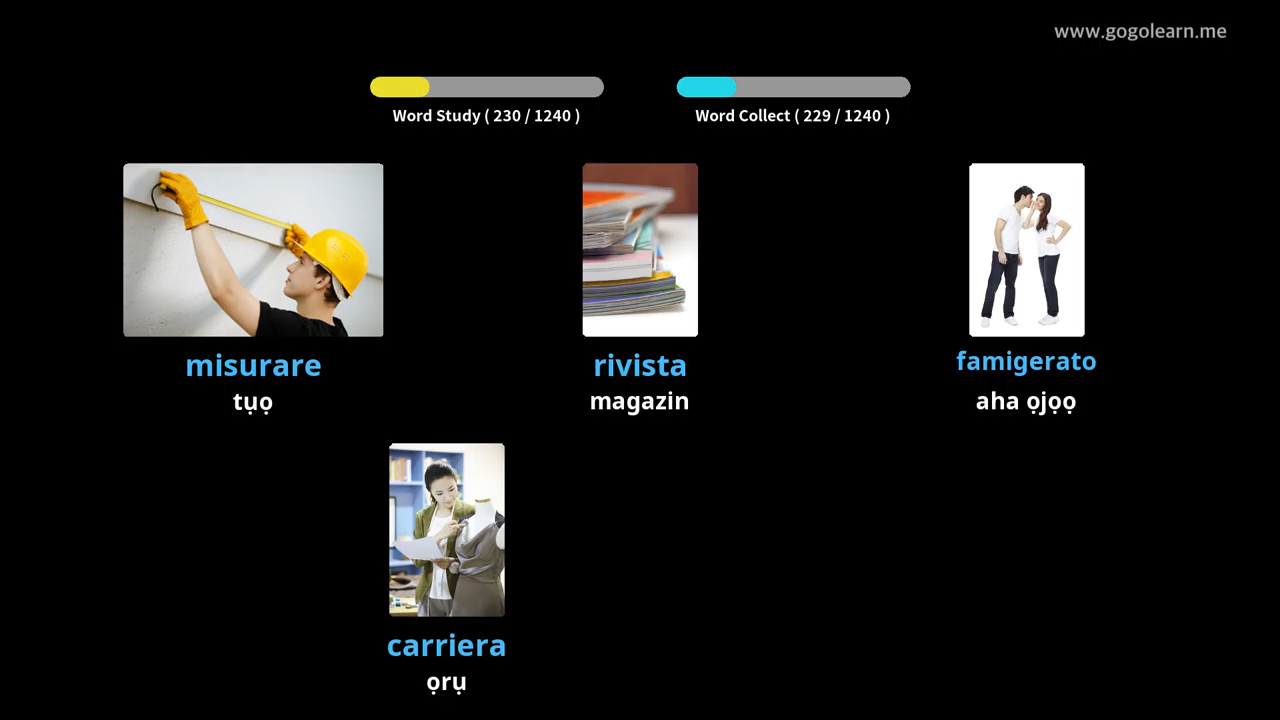 www.gogolearn.me
Word Study ( 230 / 1240 )
Word Collect ( 229 / 1240 )
misurare
tụọ
rivista
magazin
famigerato
aha ọjọọ
carriera
ọrụ